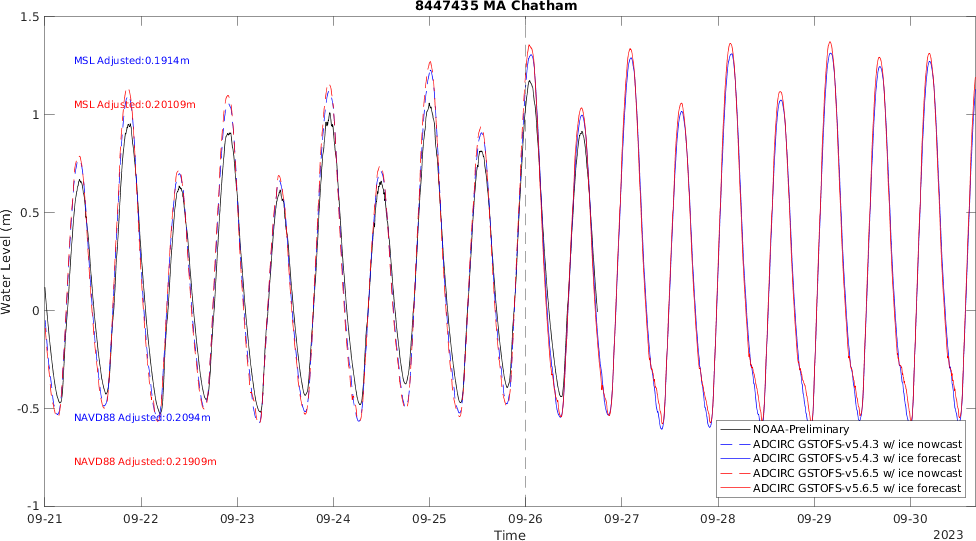 8447435 MA Chatham
1.5
MSL Adjusted:0.1914m
MSL Adjusted:0.20109m
1
0.5
Water Level (m)
0
-0.5
NAVD88 Adjusted:0.2094m
NAVD88 Adjusted:0.21909m
-1
NOAA-Preliminary
ADCIRC GSTOFS-v5.4.3 w/ ice nowcast
ADCIRC GSTOFS-v5.4.3 w/ ice forecast
ADCIRC GSTOFS-v5.6.5 w/ ice nowcast
ADCIRC GSTOFS-v5.6.5 w/ ice forecast
09-21 09-22 09-23 09-24 09-25 09-26 09-27 09-28 09-29 09-30
Time
2023